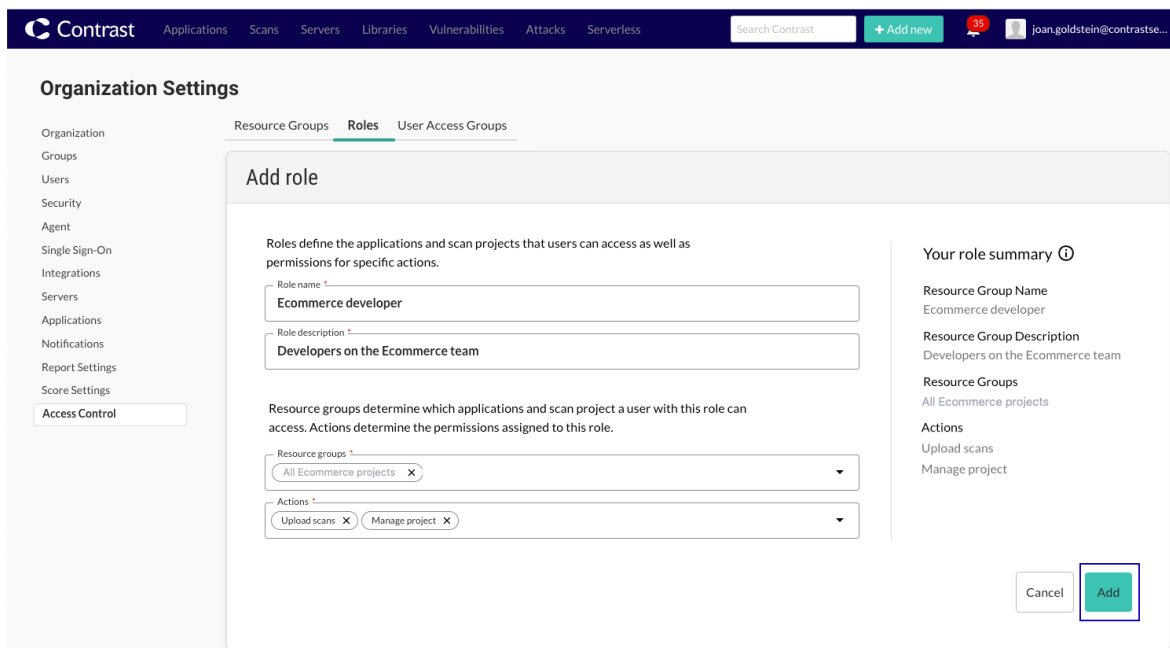 Contrast
Applications Scans Servers Libraries Vulnerabilities Attacks Serverless
Search Contrast
+ Add new
35
joan.goldstein@contrastse...
Organization Settings
Organization
Groups
Users
Security
Agent
Single Sign-On
Integrations
Servers
Applications
Notifications
Report Settings
Score Settings
Access Control
Resource Groups Roles User Access Groups
Add role
Roles define the applications and scan projects that users can access as well as
permissions for specific actions.
Role name *
Ecommerce developer
Role description *
Developers on the Ecommerce team
Resource groups determine which applications and scan project a user with this role can
access. Actions determine the permissions assigned to this role.
Resource groups *
All Ecommerce projects
Actions *
Upload scans Manage project
Your role summary
Resource Group Name
Ecommerce developer
Resource Group Description
Developers on the Ecommerce team
Resource Groups
All Ecommerce projects
Actions
Upload scans
Manage project
Cancel Add